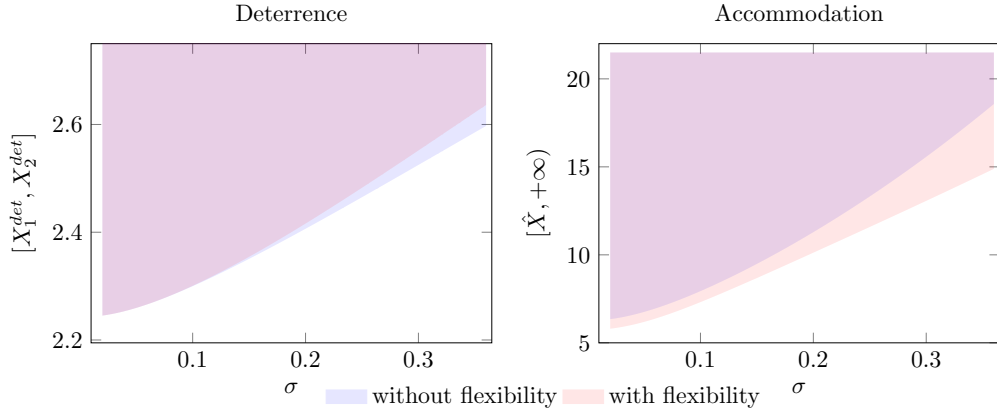 Deterrence
[X_1^{det}, X_2^{det}]
2.6
2.4
2.2
0.1 0.2 0.3
σ
Accommodation
[X̂, +∞)
20
15
10
5
0.1 0.2 0.3
σ
without flexibility with flexibility